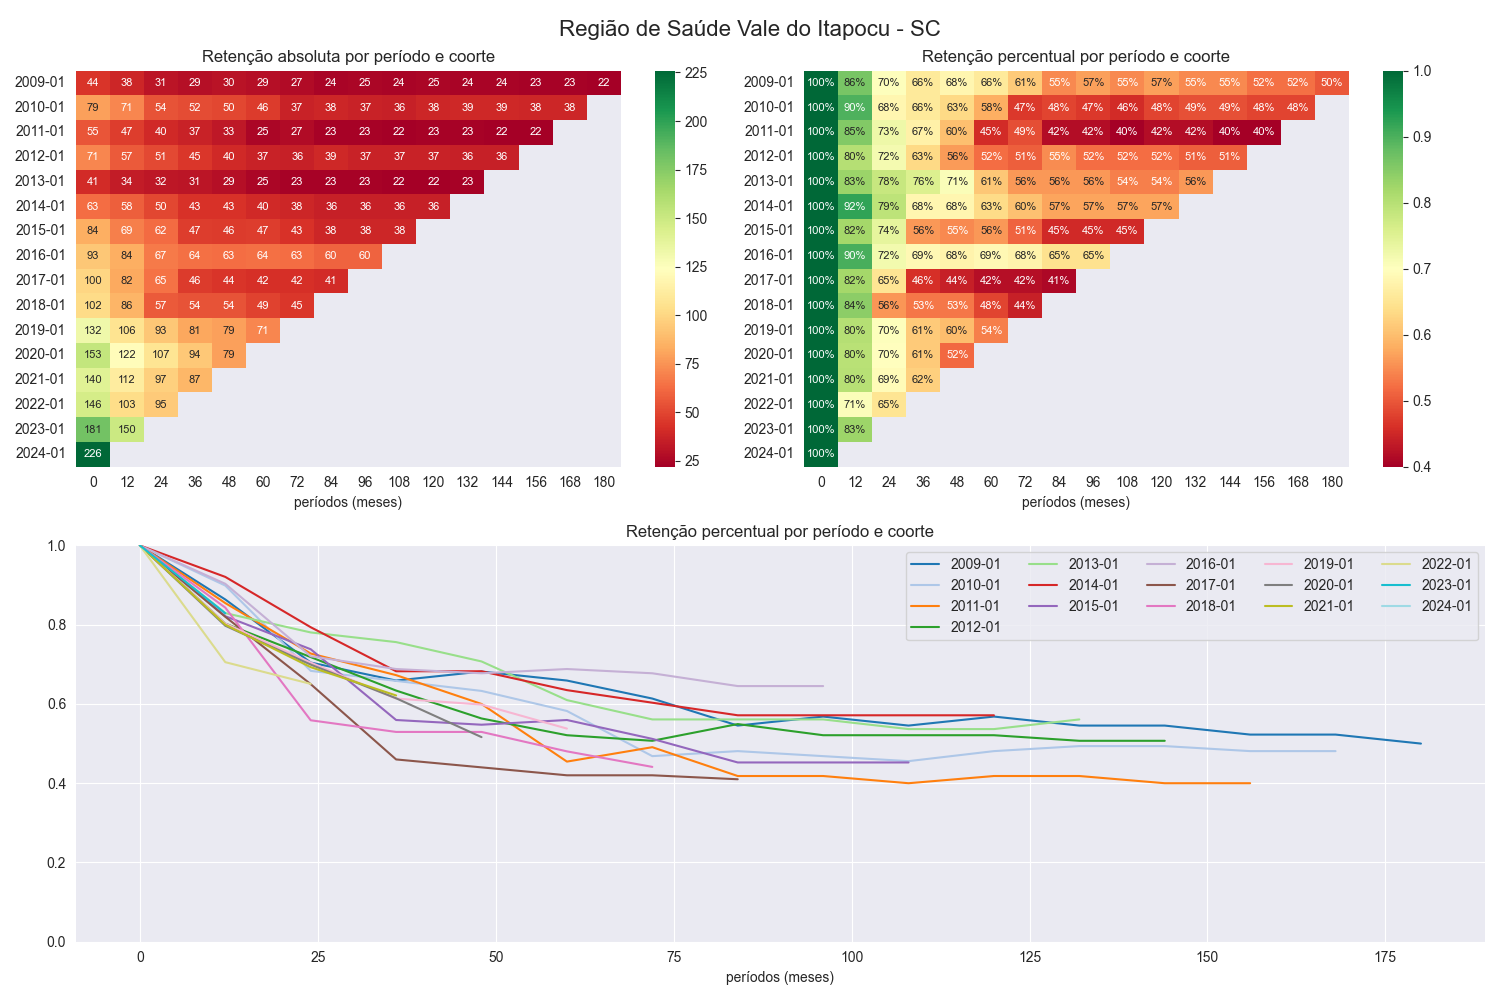 Região de Saúde Vale do Itapocu - SC
Retenção absoluta por período e coorte
2009-01 44 38 31 29 30 29 27 24 25 24 25 24 24 23 23 22
2010-01 79 71 54 52 50 46 37 38 37 36 38 39 39 38 38
2011-01 55 47 40 37 33 25 27 23 23 22 23 23 22 22
2012-01 71 57 51 45 40 37 36 39 37 37 37 36 36
2013-01 41 34 32 31 29 25 23 23 23 22 22 23
2014-01 63 58 50 43 43 40 38 36 36 36 36
2015-01 84 69 62 47 46 47 43 38 38 38
2016-01 93 84 67 64 63 64 63 60 60
2017-01 100 82 65 46 44 42 42 41
2018-01 102 86 57 54 54 49 45
2019-01 132 106 93 81 79 71
2020-01 153 122 107 94 79
2021-01 140 112 97 87
2022-01 146 103 95
2023-01 181 150
2024-01 226
0 12 24 36 48 60 72 84 96 108 120 132 144 156 168 180
períodos (meses)
225
200
175
150
125
100
75
50
25
Retenção percentual por período e coorte
2009-01 100% 86% 70% 66% 68% 66% 61% 55% 57% 55% 57% 55% 55% 52% 52% 50%
2010-01 100% 90% 68% 66% 63% 58% 47% 48% 47% 46% 48% 49% 49% 48% 48%
2011-01 100% 85% 73% 67% 60% 45% 49% 42% 42% 40% 42% 42% 40% 40%
2012-01 100% 80% 72% 63% 56% 52% 51% 55% 52% 52% 52% 51% 51%
2013-01 100% 83% 78% 76% 71% 61% 56% 56% 56% 54% 54% 56%
2014-01 100% 92% 79% 68% 68% 63% 60% 57% 57% 57% 57%
2015-01 100% 82% 74% 56% 55% 56% 51% 45% 45% 45%
2016-01 100% 90% 72% 69% 68% 69% 68% 65% 65%
2017-01 100% 82% 65% 46% 44% 42% 42% 41%
2018-01 100% 84% 56% 53% 53% 48% 44%
2019-01 100% 80% 70% 61% 60% 54%
2020-01 100% 80% 70% 61% 52%
2021-01 100% 80% 69% 62%
2022-01 100% 71% 65%
2023-01 100% 83%
2024-01 100%
0 12 24 36 48 60 72 84 96 108 120 132 144 156 168 180
períodos (meses)
1.0
0.9
0.8
0.7
0.6
0.5
0.4
Retenção percentual por período e coorte
1.0
0.8
0.6
0.4
0.2
0.0
2009-01 2013-01 2016-01 2019-01 2022-01
2010-01 2014-01 2017-01 2020-01 2023-01
2011-01 2015-01 2018-01 2021-01 2024-01
2012-01
0 25 50 75 100 125 150 175
períodos (meses)